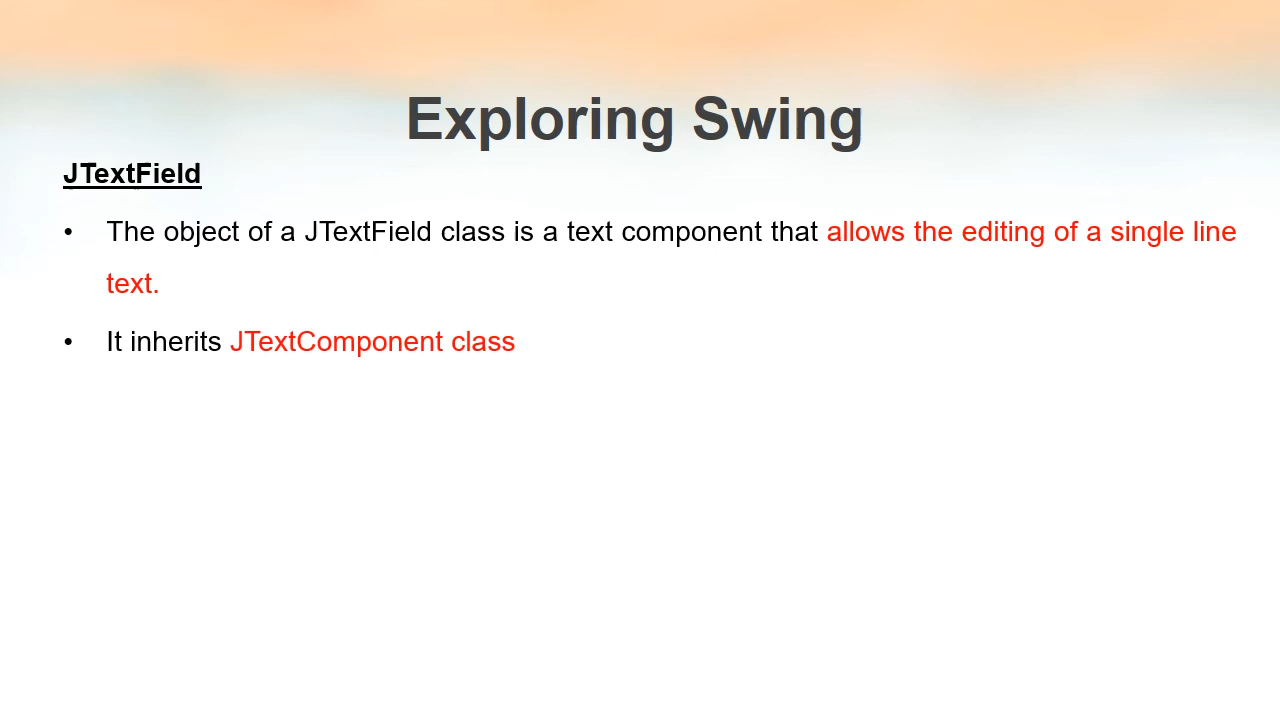 Exploring Swing
JTextField
• The object of a JTextField class is a text component that allows the editing of a single line
text.
• It inherits JTextComponent class